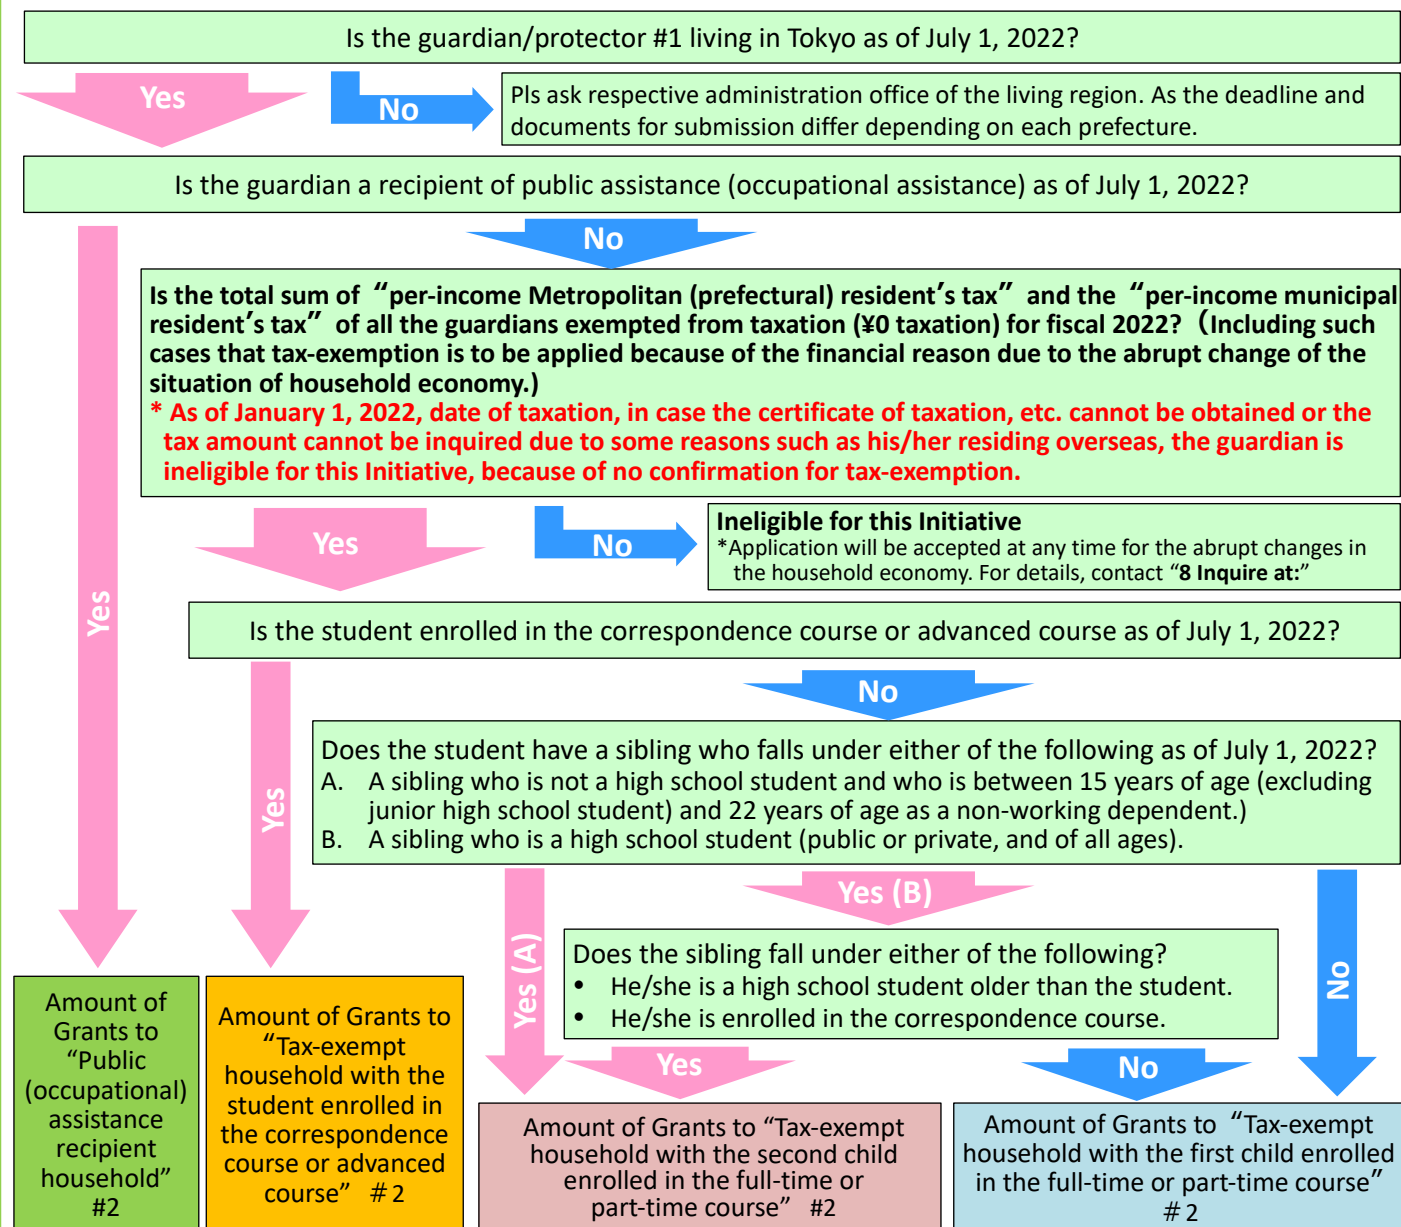 Is the guardian/protector #1 living in Tokyo as of July 1, 2022?
Yes
No
Pls ask respective administration office of the living region. As the deadline and
documents for submission differ depending on each prefecture.
Is the guardian a recipient of public assistance (occupational assistance) as of July 1, 2022?
No
Is the total sum of “per-income Metropolitan (prefectural) resident’s tax” and the “per-income municipal
resident’s tax” of all the guardians exempted from taxation (¥0 taxation) for fiscal 2022? (Including such
cases that tax-exemption is to be applied because of the financial reason due to the abrupt change of the
situation of household economy.)
* As of January 1, 2022, date of taxation, in case the certificate of taxation, etc. cannot be obtained or the
tax amount cannot be inquired due to some reasons such as his/her residing overseas, the guardian is
ineligible for this Initiative, because of no confirmation for tax-exemption.
Yes
Yes
No
Ineligible for this Initiative
*Application will be accepted at any time for the abrupt changes in
the household economy. For details, contact “8 Inquire at:”
Is the student enrolled in the correspondence course or advanced course as of July 1, 2022?
Yes
No
Does the student have a sibling who falls under either of the following as of July 1, 2022?
A. A sibling who is not a high school student and who is between 15 years of age (excluding
junior high school student) and 22 years of age as a non-working dependent.)
B. A sibling who is a high school student (public or private, and of all ages).
Yes (A)
Yes (B)
No
Does the sibling fall under either of the following?
• He/she is a high school student older than the student.
• He/she is enrolled in the correspondence course.
Yes
No
Amount of
Grants to
“Public
(occupational)
assistance
recipient
household”
#2
Amount of Grants to
“Tax-exempt
household with the
student enrolled in
the correspondence
course or advanced
course” ＃2
Amount of Grants to “Tax-exempt
household with the second child
enrolled in the full-time or
part-time course” #2
Amount of Grants to “Tax-exempt
household with the first child enrolled
in the full-time or part-time course”
＃2